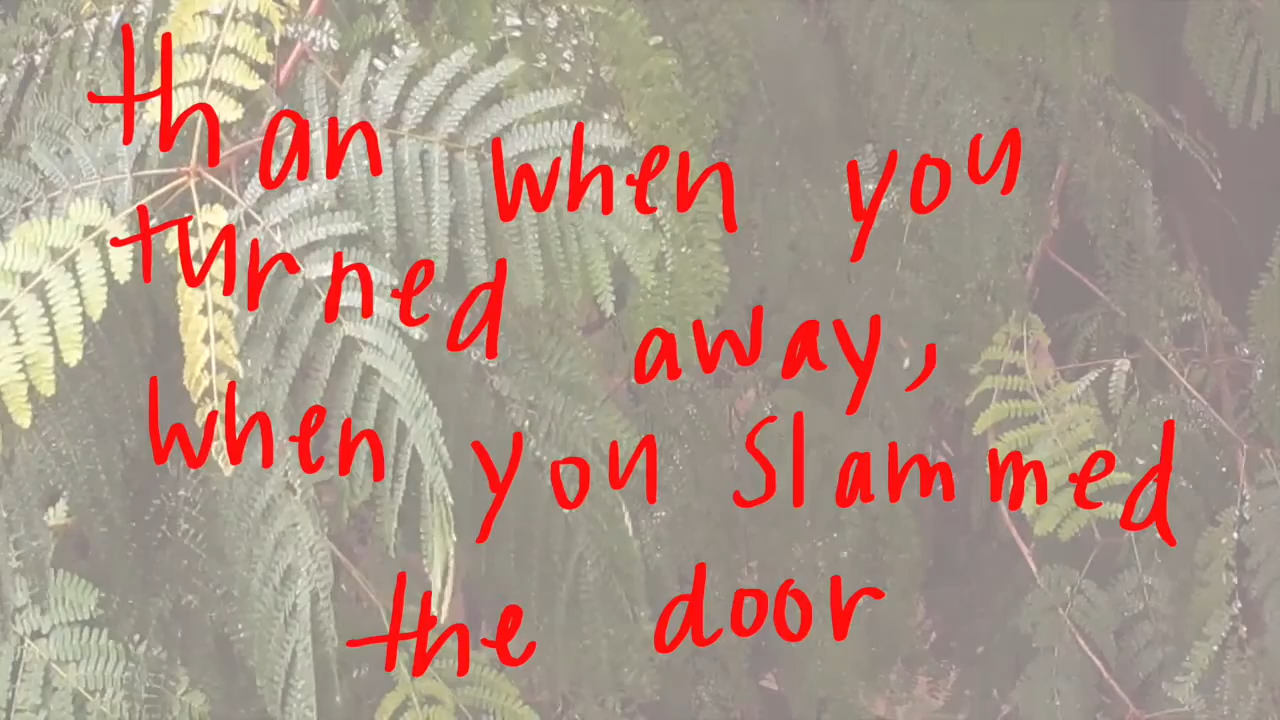 than when you
turned away,
when you slammed
the door